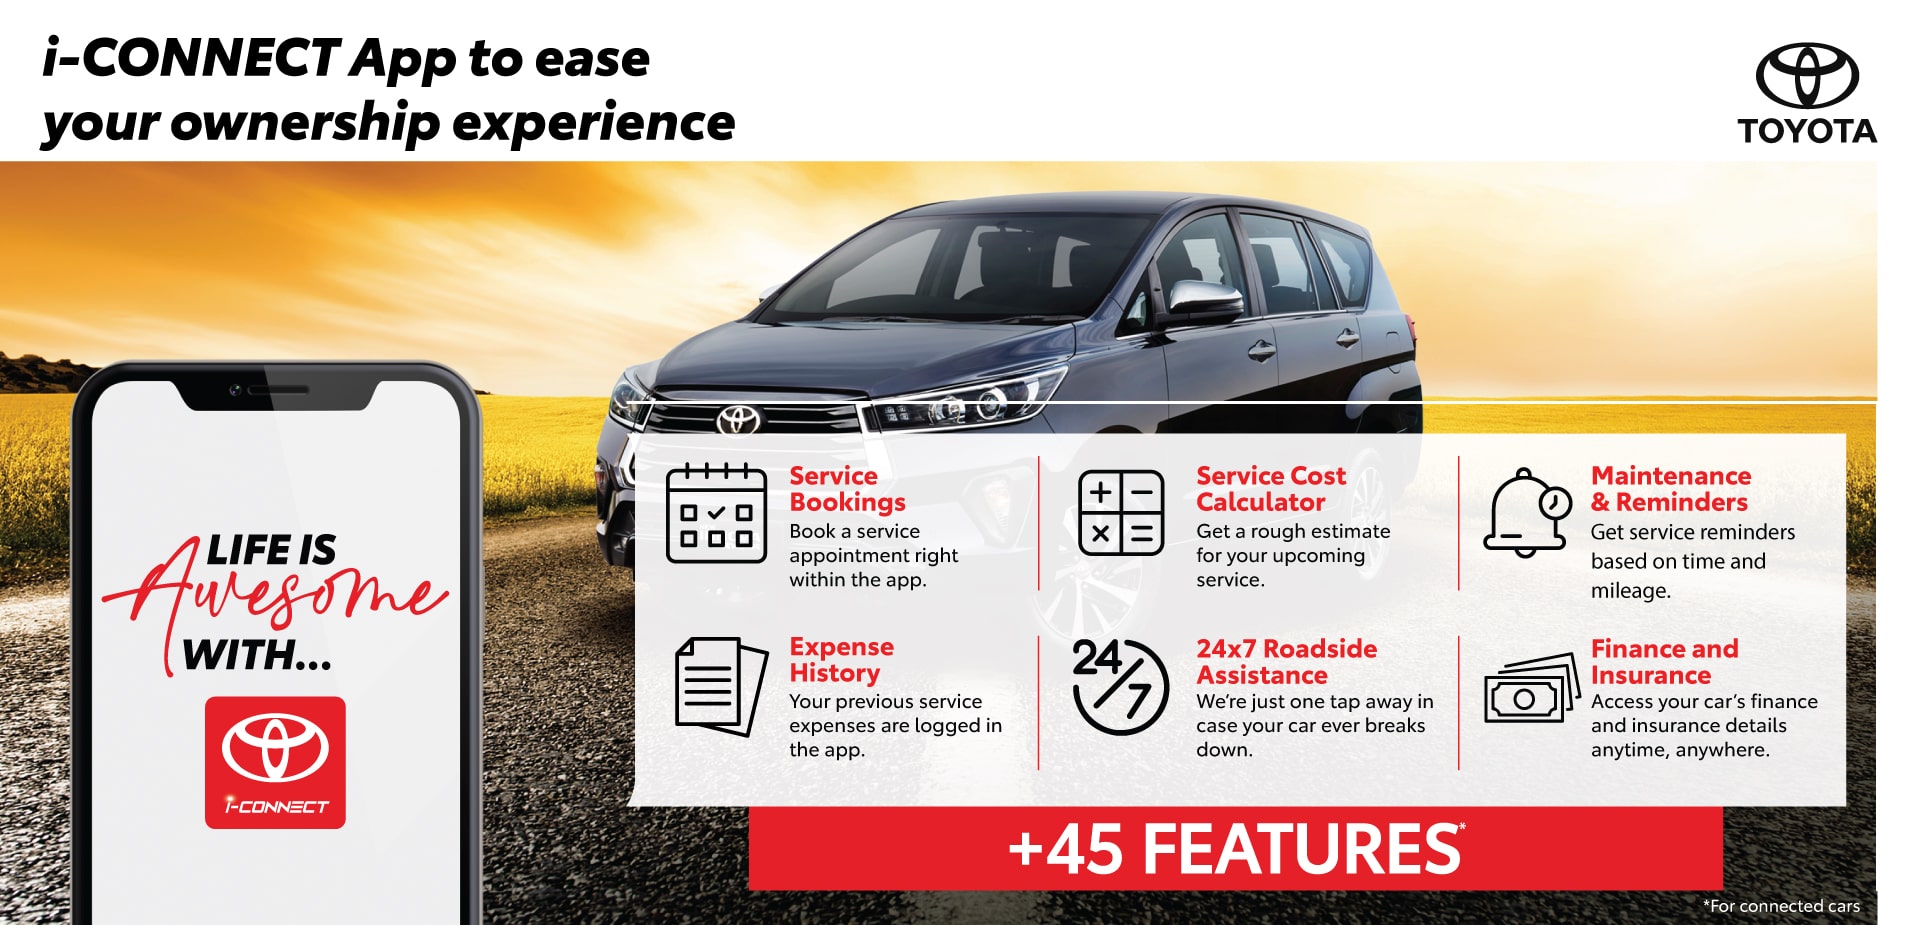 i-CONNECT App to ease
your ownership experience
TOYOTA
LIFE IS
Awesome
WITH...
i-CONNECT
Service
Bookings
Book a service
appointment right
within the app.
Service Cost
Calculator
Get a rough estimate
for your upcoming
service.
Maintenance
& Reminders
Get service reminders
based on time and
mileage.
Expense
History
Your previous service
expenses are logged in
the app.
24/7
24x7 Roadside
Assistance
We're just one tap away in
case your car ever breaks
down.
Finance and
Insurance
Access your car's finance
and insurance details
anytime, anywhere.
+45 FEATURES*
*For connected cars